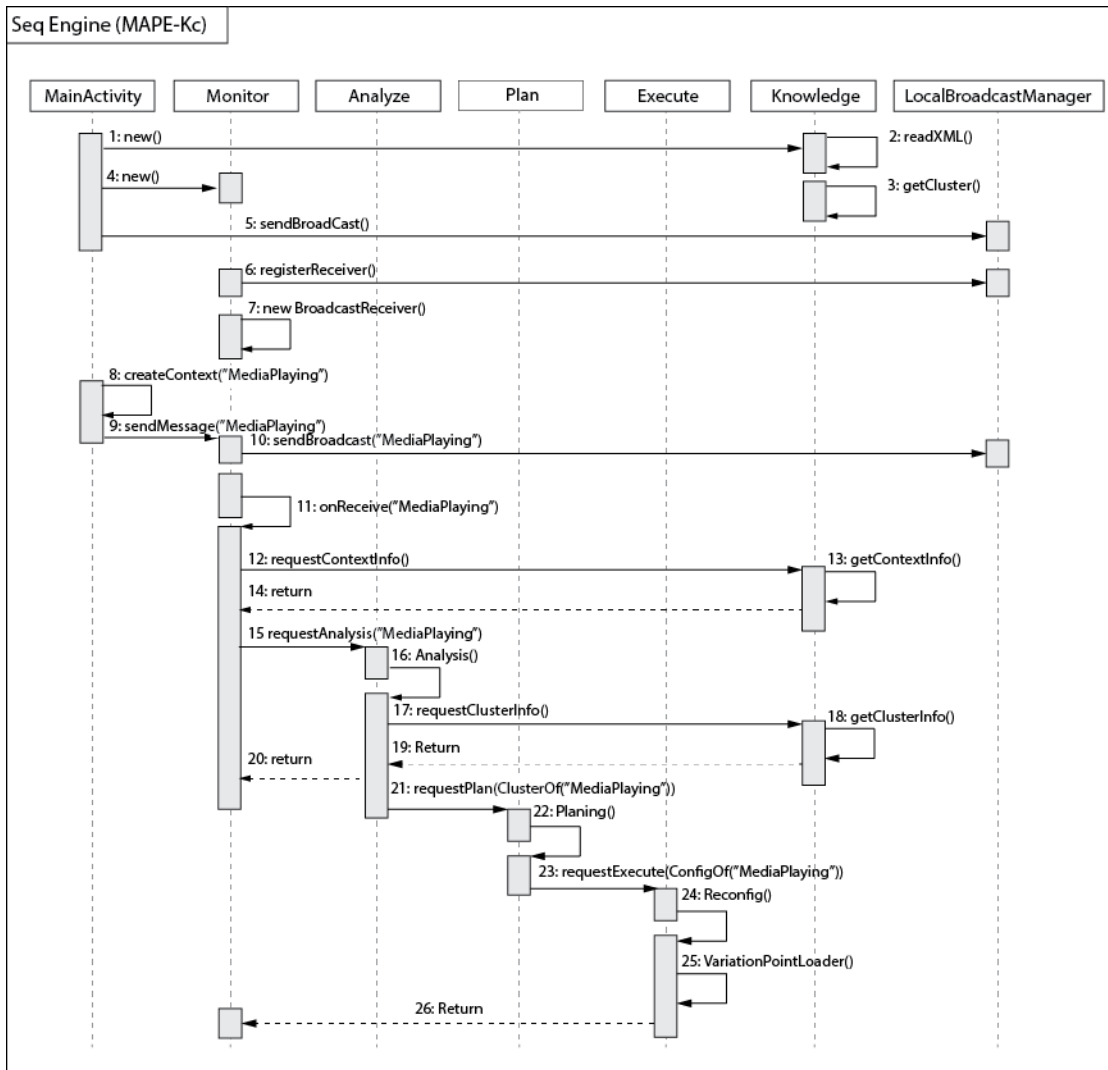 Seq Engine (MAPE-Kc)
MainActivity
Monitor
Analyze
Plan
Execute
Knowledge
LocalBroadcastManager
1: new()
2: readXML()
4: new()
3: getCluster()
5: sendBroadCast()
6: registerReceiver()
7: new BroadcastReceiver()
8: createContext("MediaPlaying")
9: sendMessage("MediaPlaying")
10: sendBroadcast("MediaPlaying")
11: onReceive("MediaPlaying")
12: requestContextInfo()
13: getContextInfo()
14: return
15 requestAnalysis("MediaPlaying")
16: Analysis()
17: requestClusterInfo()
18: getClusterInfo()
19: Return
20: return
21: requestPlan(ClusterOf("MediaPlaying"))
22: Planing()
23: requestExecute(ConfigOf("MediaPlaying"))
24: Reconfig()
25: VariationPointLoader()
26: Return